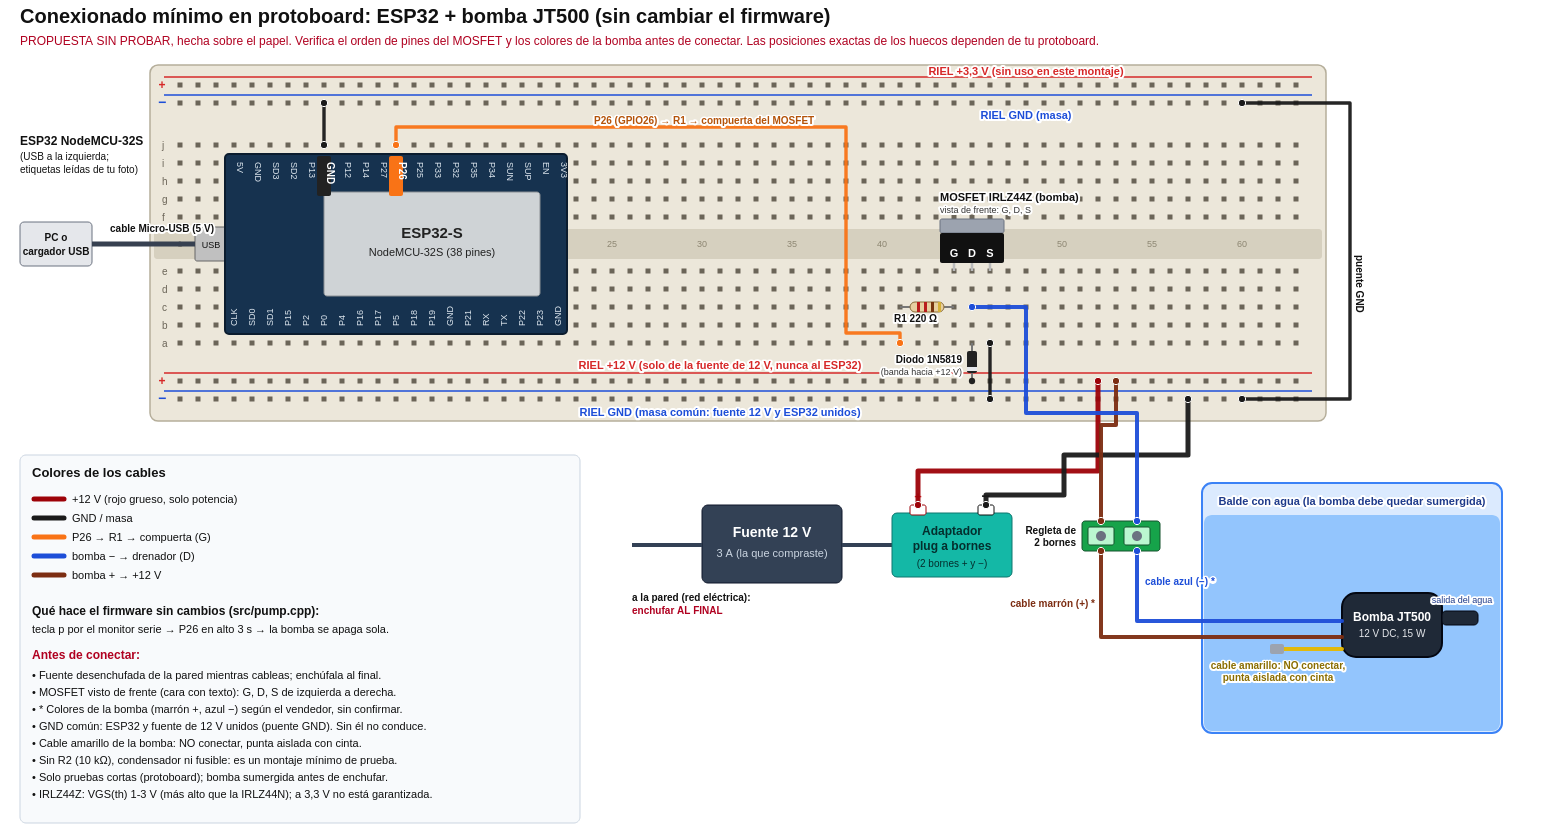 Conexionado mínimo en protoboard: ESP32 + bomba JT500 (sin cambiar el firmware)
PROPUESTA SIN PROBAR, hecha sobre el papel. Verifica el orden de pines del MOSFET y los colores de la bomba antes de conectar. Las posiciones exactas de los huecos dependen de tu protoboard.
RIEL +3,3 V (sin uso en este montaje)
+
−
RIEL GND (masa)
P26 (GPIO26) → R1 → compuerta del MOSFET
ESP32 NodeMCU-32S
(USB a la izquierda;
etiquetas leídas de tu foto)
j
i
h
g
f
5V GND SD3 SD2 P13 GND P12 P14 P27 P26 P25 P33 P32 P35 P34 SUN SUP EN 3V3
MOSFET IRLZ44Z (bomba)
vista de frente: G, D, S
cable Micro-USB (5 V)
PC o
cargador USB
USB
ESP32-S
NodeMCU-32S (38 pines)
25 30 35 40 50 55 60
G D S
puente GND
e
d
c
b
a
CLK SD0 SD1 P15 P2 P0 P4 P16 P17 P5 P18 P19 GND P21 RX TX P22 P23 GND
R1 220 Ω
Diodo 1N5819
(banda hacia +12 V)
RIEL +12 V (solo de la fuente de 12 V, nunca al ESP32)
+
−
RIEL GND (masa común: fuente 12 V y ESP32 unidos)
Colores de los cables
+12 V (rojo grueso, solo potencia)
GND / masa
P26 → R1 → compuerta (G)
bomba − → drenador (D)
bomba + → +12 V
Qué hace el firmware sin cambios (src/pump.cpp):
tecla p por el monitor serie → P26 en alto 3 s → la bomba se apaga sola.
Antes de conectar:
• Fuente desenchufada de la pared mientras cableas; enchúfala al final.
• MOSFET visto de frente (cara con texto): G, D, S de izquierda a derecha.
• * Colores de la bomba (marrón +, azul −) según el vendedor, sin confirmar.
• GND común: ESP32 y fuente de 12 V unidos (puente GND). Sin él no conduce.
• Cable amarillo de la bomba: NO conectar, punta aislada con cinta.
• Sin R2 (10 kΩ), condensador ni fusible: es un montaje mínimo de prueba.
• Solo pruebas cortas (protoboard); bomba sumergida antes de enchufar.
• IRLZ44Z: VGS(th) 1-3 V (más alto que la IRLZ44N); a 3,3 V no está garantizada.
Fuente 12 V
3 A (la que compraste)
a la pared (red eléctrica):
enchufar AL FINAL
Adaptador
plug a bornes
(2 bornes + y −)
Regleta de
2 bornes
cable marrón (+) *
cable azul (−) *
Balde con agua (la bomba debe quedar sumergida)
salida del agua
Bomba JT500
12 V DC, 15 W
cable amarillo: NO conectar,
punta aislada con cinta